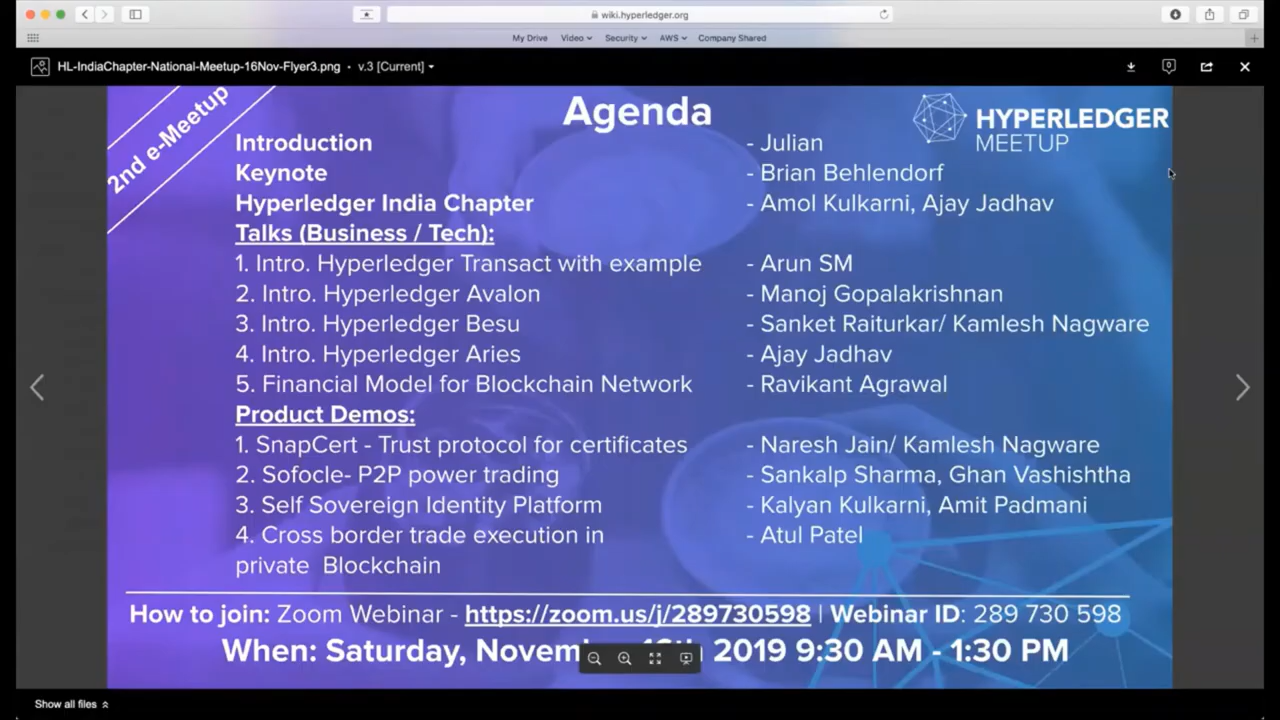 wiki.hyperledger.org
My Drive Video Security AWS Company Shared
HL-IndiaChapter-National-Meetup-16Nov-Flyer3.png • v.3 [Current]
2nd e-Meetup
Agenda
HYPERLEDGER
MEETUP
Introduction - Julian
Keynote - Brian Behlendorf
Hyperledger India Chapter - Amol Kulkarni, Ajay Jadhav
Talks (Business / Tech):
1. Intro. Hyperledger Transact with example - Arun SM
2. Intro. Hyperledger Avalon - Manoj Gopalakrishnan
3. Intro. Hyperledger Besu - Sanket Raiturkar/ Kamlesh Nagware
4. Intro. Hyperledger Aries - Ajay Jadhav
5. Financial Model for Blockchain Network - Ravikant Agrawal
Product Demos:
1. SnapCert - Trust protocol for certificates - Naresh Jain/ Kamlesh Nagware
2. Sofocle- P2P power trading - Sankalp Sharma, Ghan Vashishtha
3. Self Sovereign Identity Platform - Kalyan Kulkarni, Amit Padmani
4. Cross border trade execution in - Atul Patel
private Blockchain
How to join: Zoom Webinar - https://zoom.us/j/289730598 | Webinar ID: 289 730 598
When: Saturday, 2019 9:30 AM - 1:30 PM
Show all files